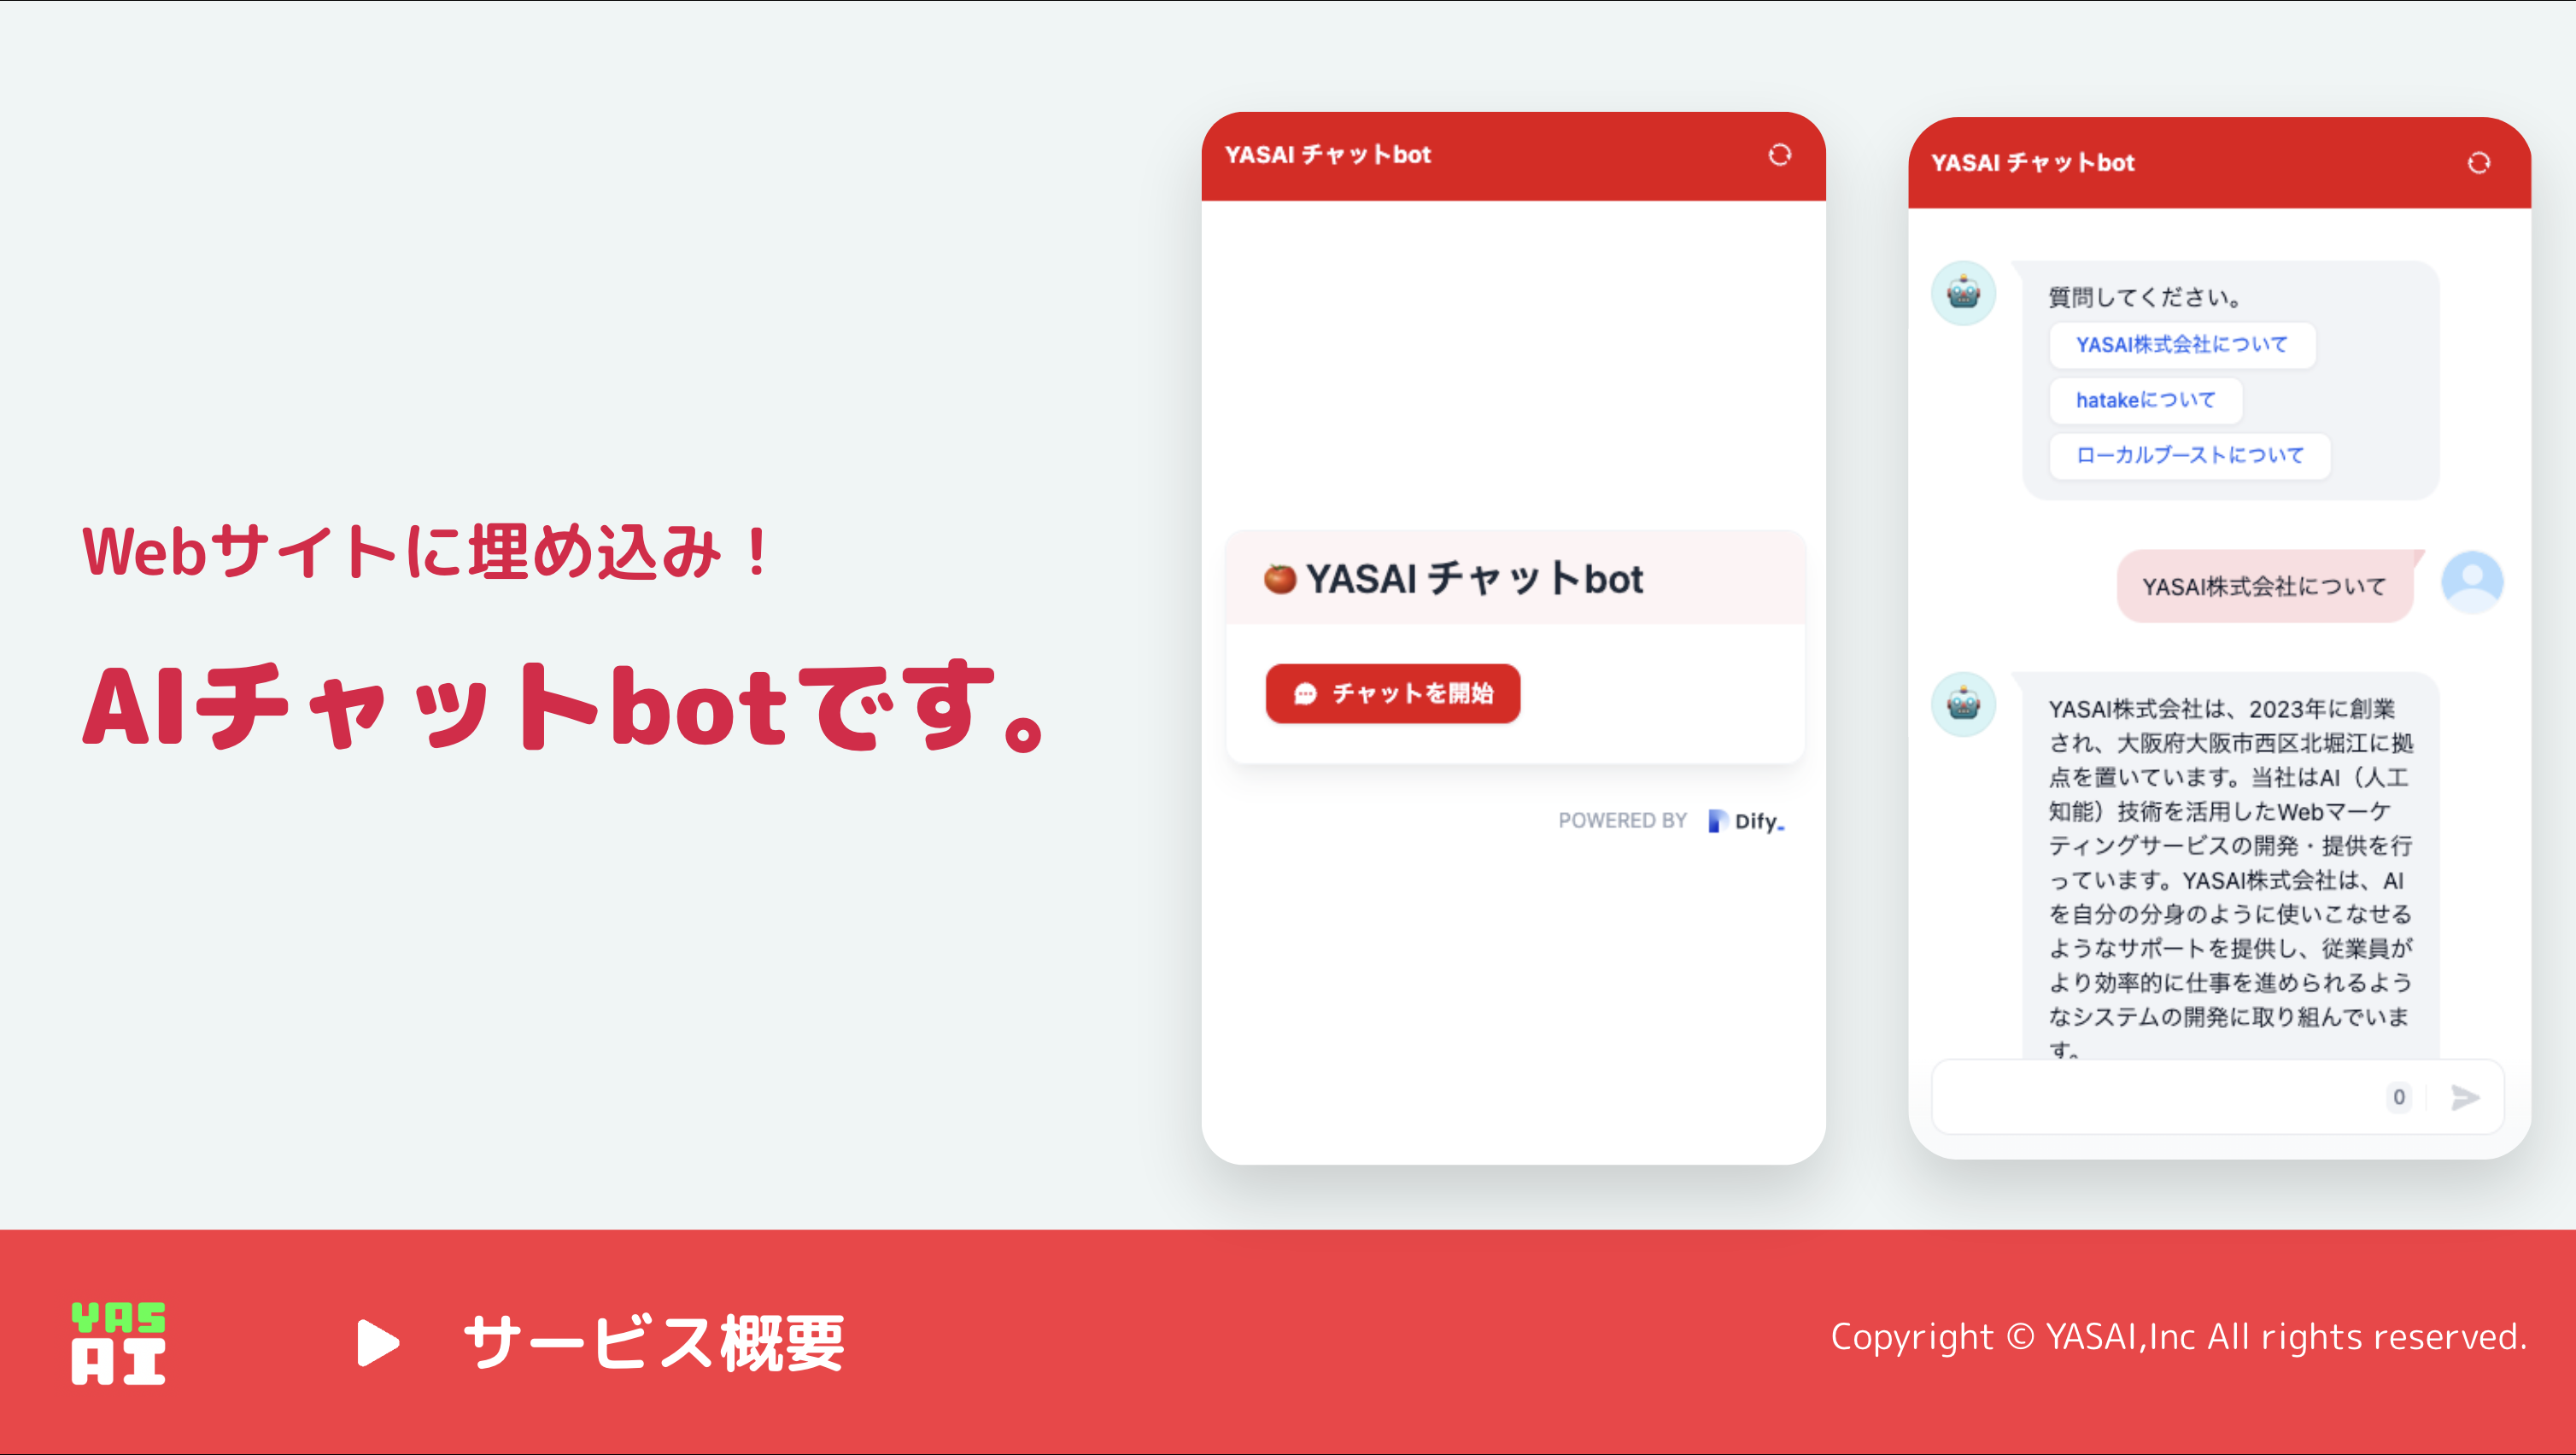 Webサイトに埋め込み！
AIチャットbotです。
YASAI チャットbot
🍅 YASAI チャットbot
チャットを開始
POWERED BY Dify_
YASAI チャットbot
質問してください。
YASAI株式会社について
hatakeについて
ローカルブーストについて
YASAI株式会社について
YASAI株式会社は、2023年に創業
され、大阪府大阪市西区北堀江に拠
点を置いています。当社はAI（人工
知能）技術を活用したWebマーケ
ティングサービスの開発・提供を行
っています。YASAI株式会社は、AI
を自分の分身のように使いこなせる
ようなサポートを提供し、従業員が
より効率的に仕事を進められるよう
なシステムの開発に取り組んでいま
す。
0
YAS
AI
サービス概要
Copyright © YASAI,Inc All rights reserved.